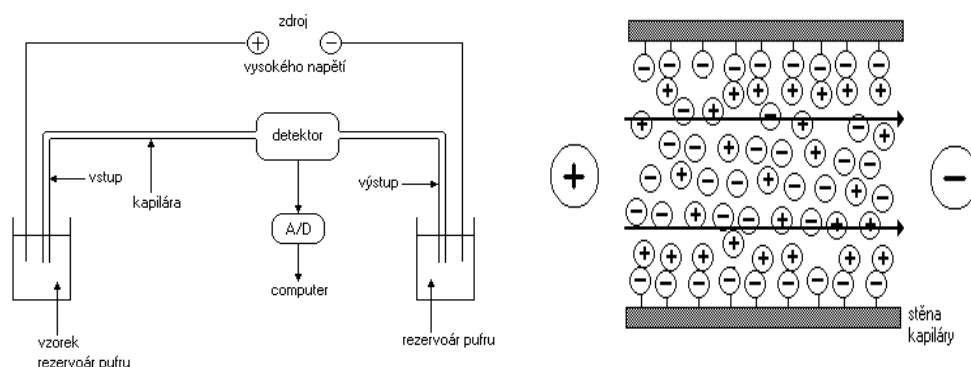 zdroj
+ −
vysokého napětí
detektor
vstup
kapilára
výstup
A/D
computer
vzorek
rezervoár pufru
rezervoár pufru
+
−
stěna
kapiláry